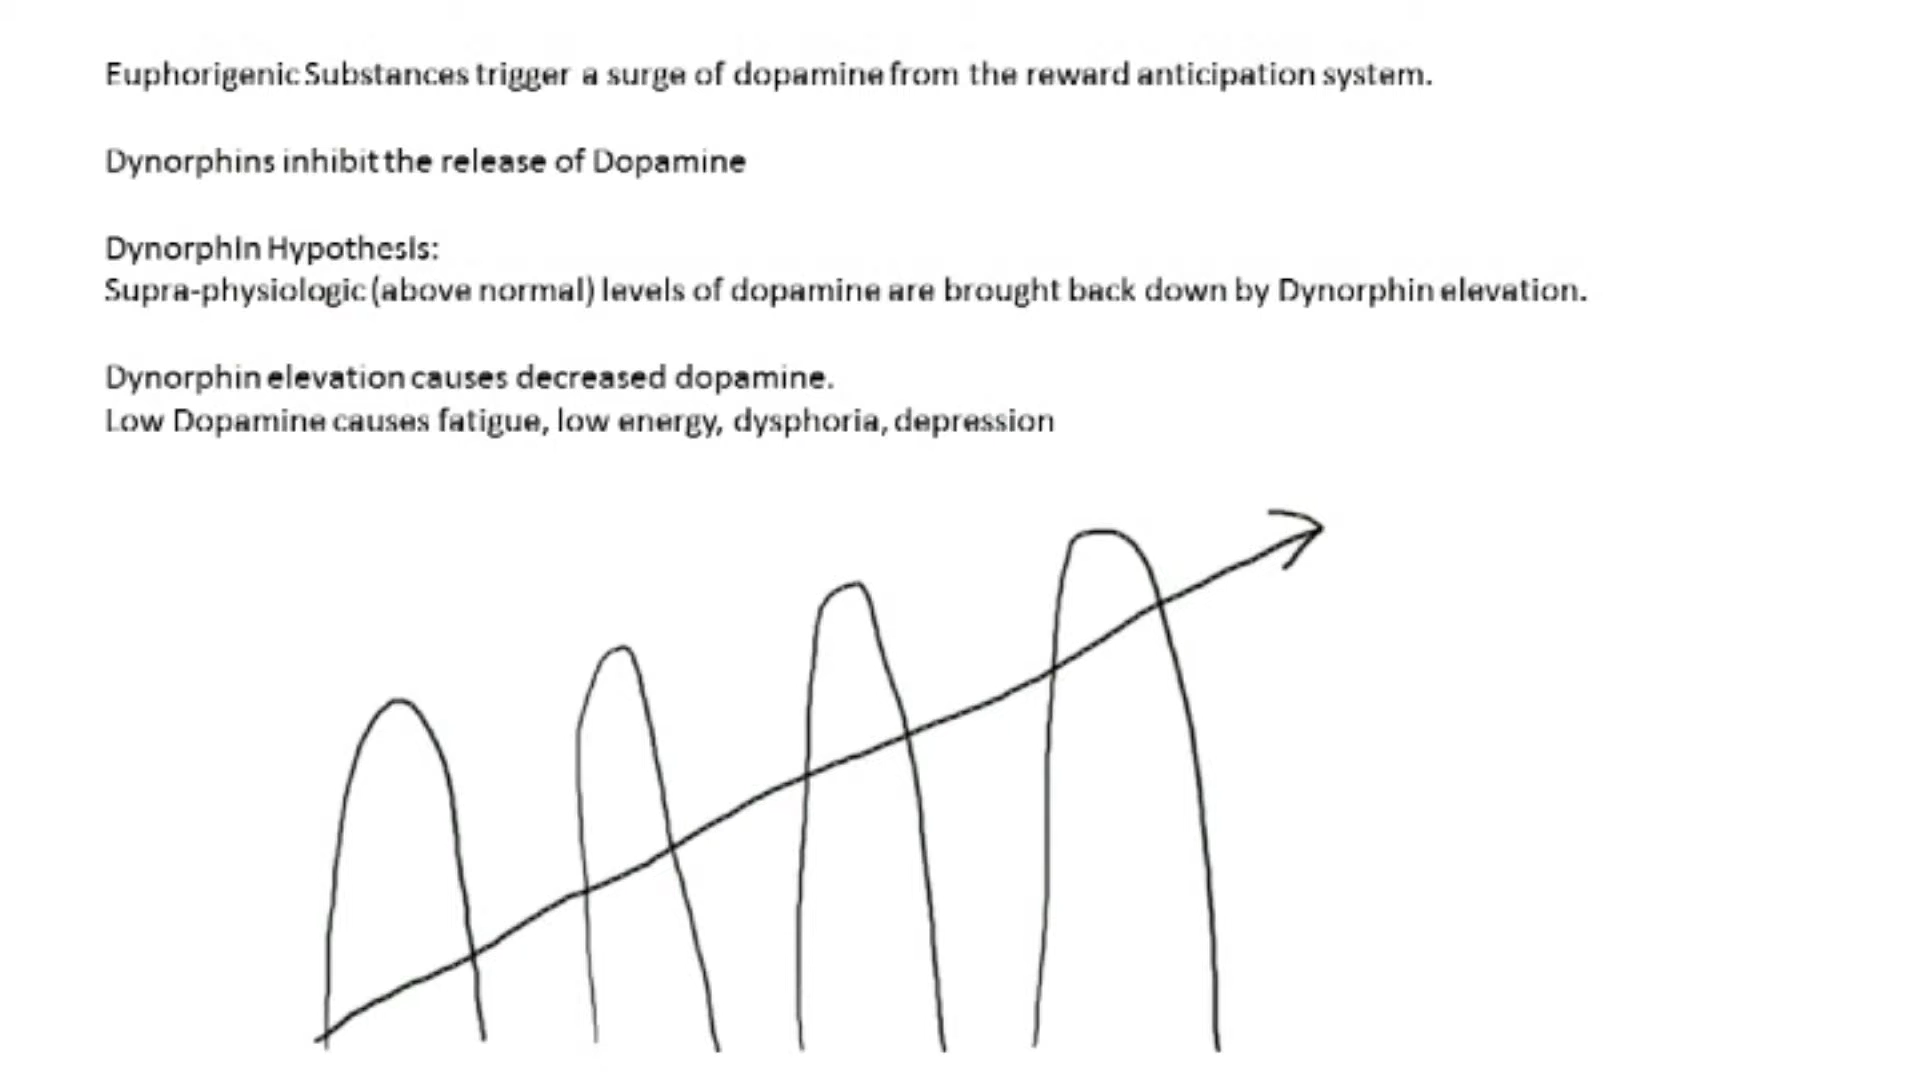 Euphorigenic Substances trigger a surge of dopamine from the reward anticipation system.
Dynorphins inhibit the release of Dopamine
Dynorphin Hypothesis:
Supra-physiologic (above normal) levels of dopamine are brought back down by Dynorphin elevation.
Dynorphin elevation causes decreased dopamine.
Low Dopamine causes fatigue, low energy, dysphoria, depression